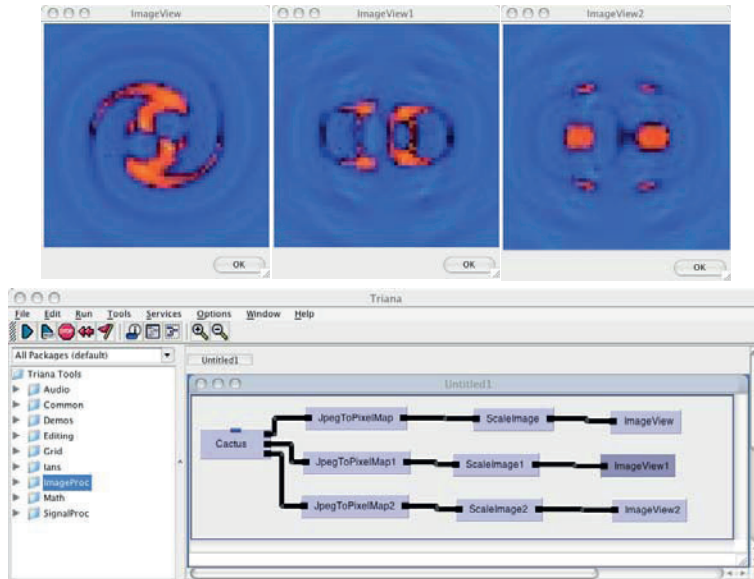 ImageView
ImageView1
ImageView2
OK
OK
OK
Triana
File Edit Run Tools Services Options Window Help
STOP
All Packages (default)
Untitled1
Triana Tools
Audio
Common
Demos
Editing
Grid
Ians
ImageProc
Math
SignalProc
Untitled1
Cactus
JpegToPixelMap
ScaleImage
ImageView
JpegToPixelMap1
ScaleImage1
ImageView1
JpegToPixelMap2
ScaleImage2
ImageView2